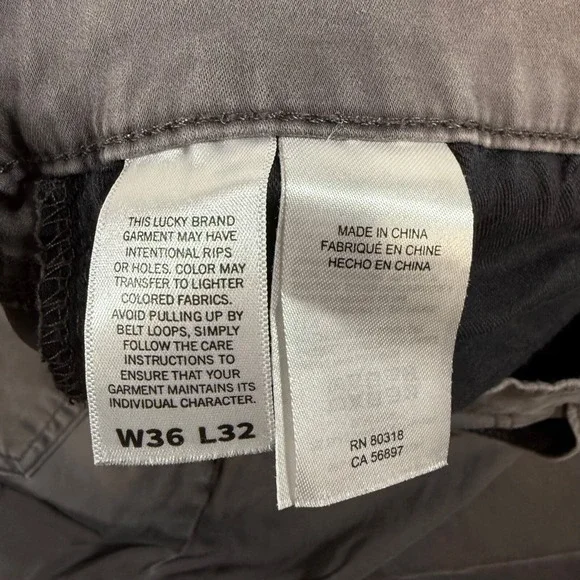 THIS LUCKY BRAND
GARMENT MAY HAVE
INTENTIONAL RIPS
OR HOLES. COLOR MAY
TRANSFER TO LIGHTER
COLORED FABRICS.
AVOID PULLING UP BY
BELT LOOPS, SIMPLY
FOLLOW THE CARE
INSTRUCTIONS TO
ENSURE THAT YOUR
GARMENT MAINTAINS ITS
INDIVIDUAL CHARACTER.
W36 L32
MADE IN CHINA
FABRIQUÉ EN CHINE
HECHO EN CHINA
RN 80318
CA 56897